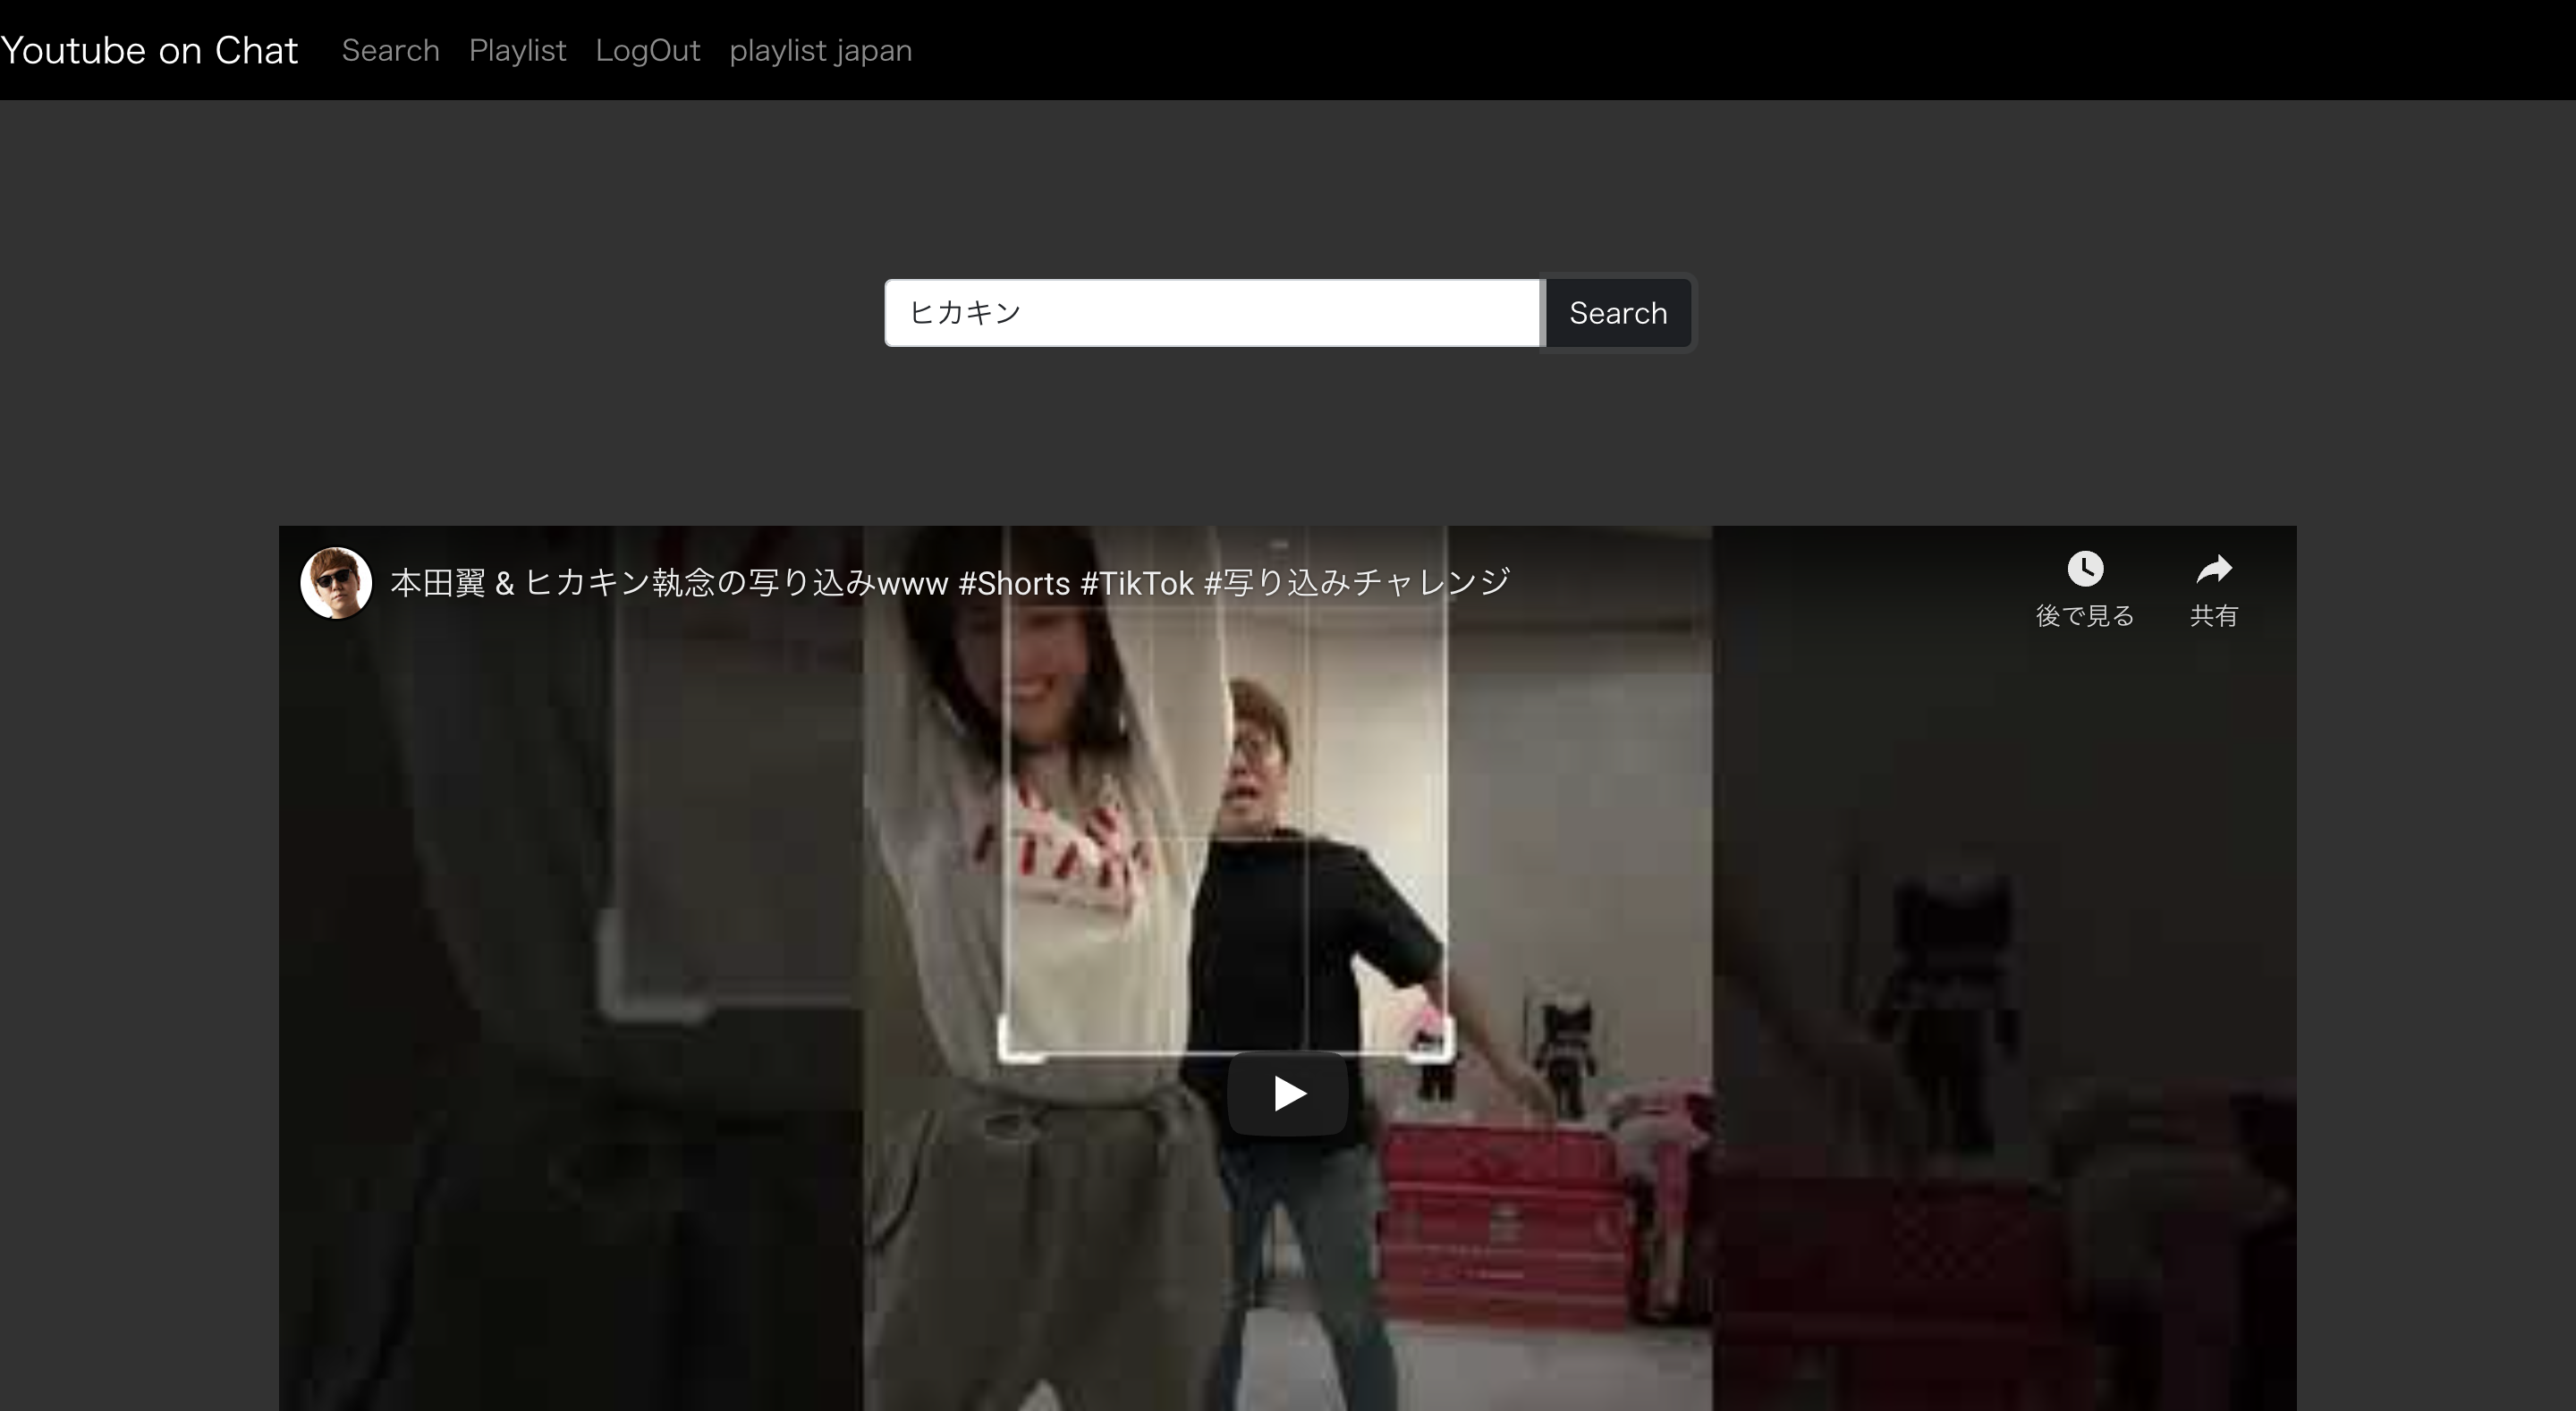 Youtube on Chat Search Playlist LogOut playlist japan
ヒカキン Search
本田翼 & ヒカキン執念の写り込みwww #Shorts #TikTok #写り込みチャレンジ
後で見る 共有